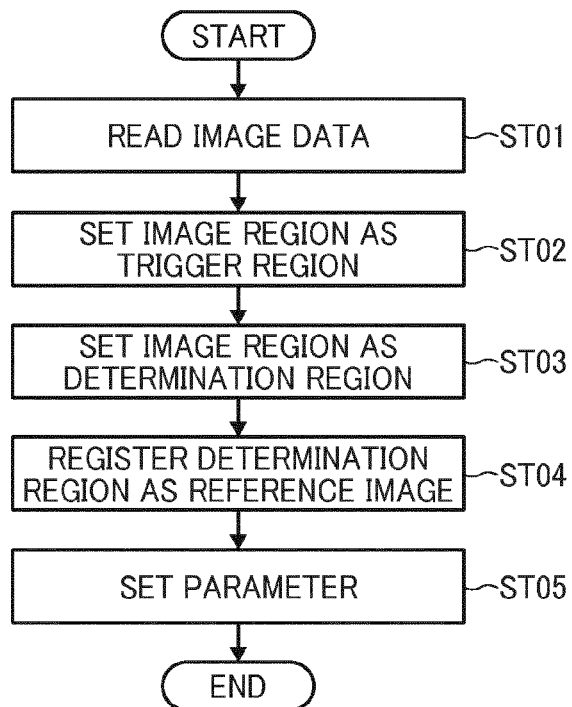 START
READ IMAGE DATA
ST01
SET IMAGE REGION AS
TRIGGER REGION
ST02
SET IMAGE REGION AS
DETERMINATION REGION
ST03
REGISTER DETERMINATION
REGION AS REFERENCE IMAGE
ST04
SET PARAMETER
ST05
END